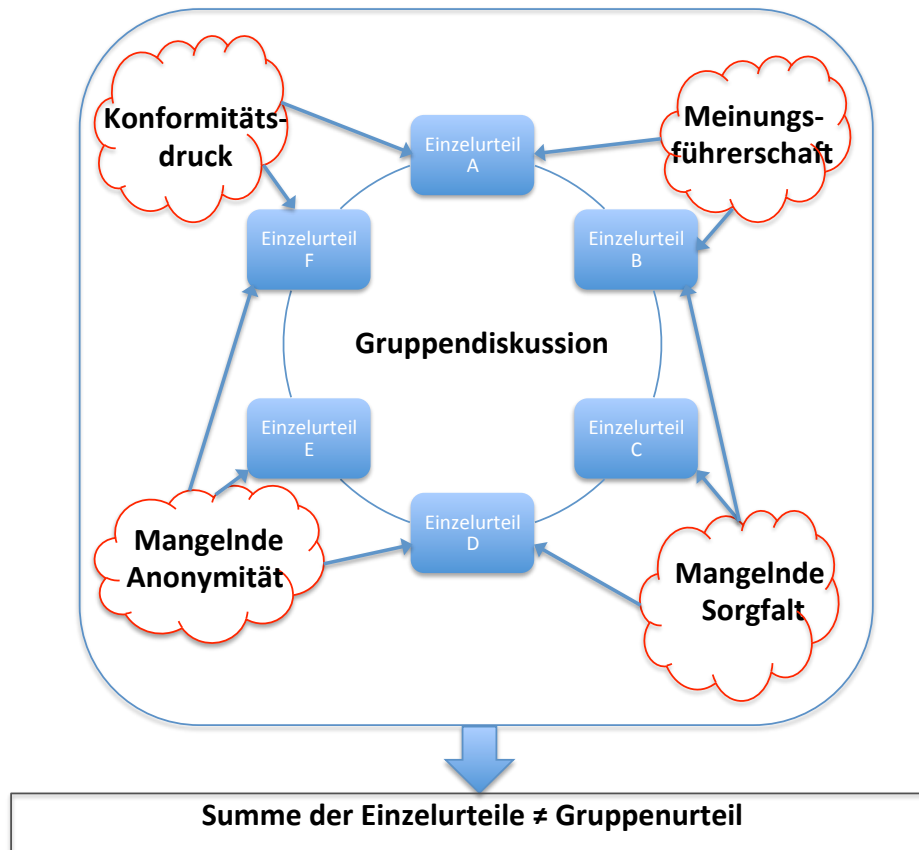 Konformitäts-
druck
Meinungs-
führerschaft
Einzelurteil
A
Einzelurteil
F
Einzelurteil
B
Gruppendiskussion
Einzelurteil
E
Einzelurteil
C
Einzelurteil
D
Mangelnde
Anonymität
Mangelnde
Sorgfalt
Summe der Einzelurteile ≠ Gruppenurteil